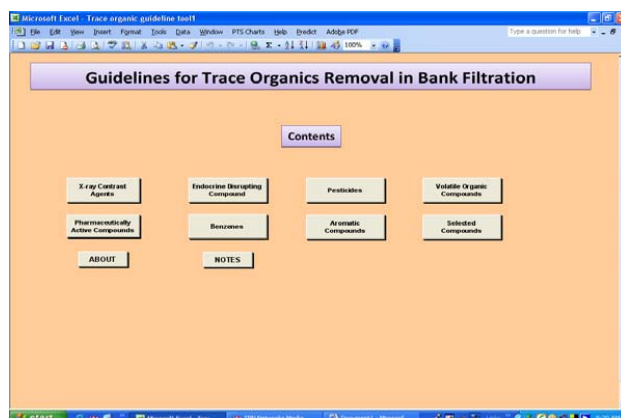 Microsoft Excel - Trace organic guideline tool1
File Edit View Insert Format Tools Data Window PTS Charts Help Predict Adobe PDF
Type a question for help
100%
Guidelines for Trace Organics Removal in Bank Filtration
Contents
X-ray Contrast
Agents
Endocrine Disrupting
Compound
Pesticides
Volatile Organic
Compounds
Pharmaceutically
Active Compounds
Benzenes
Aromatic
Compounds
Selected
Compounds
ABOUT
NOTES